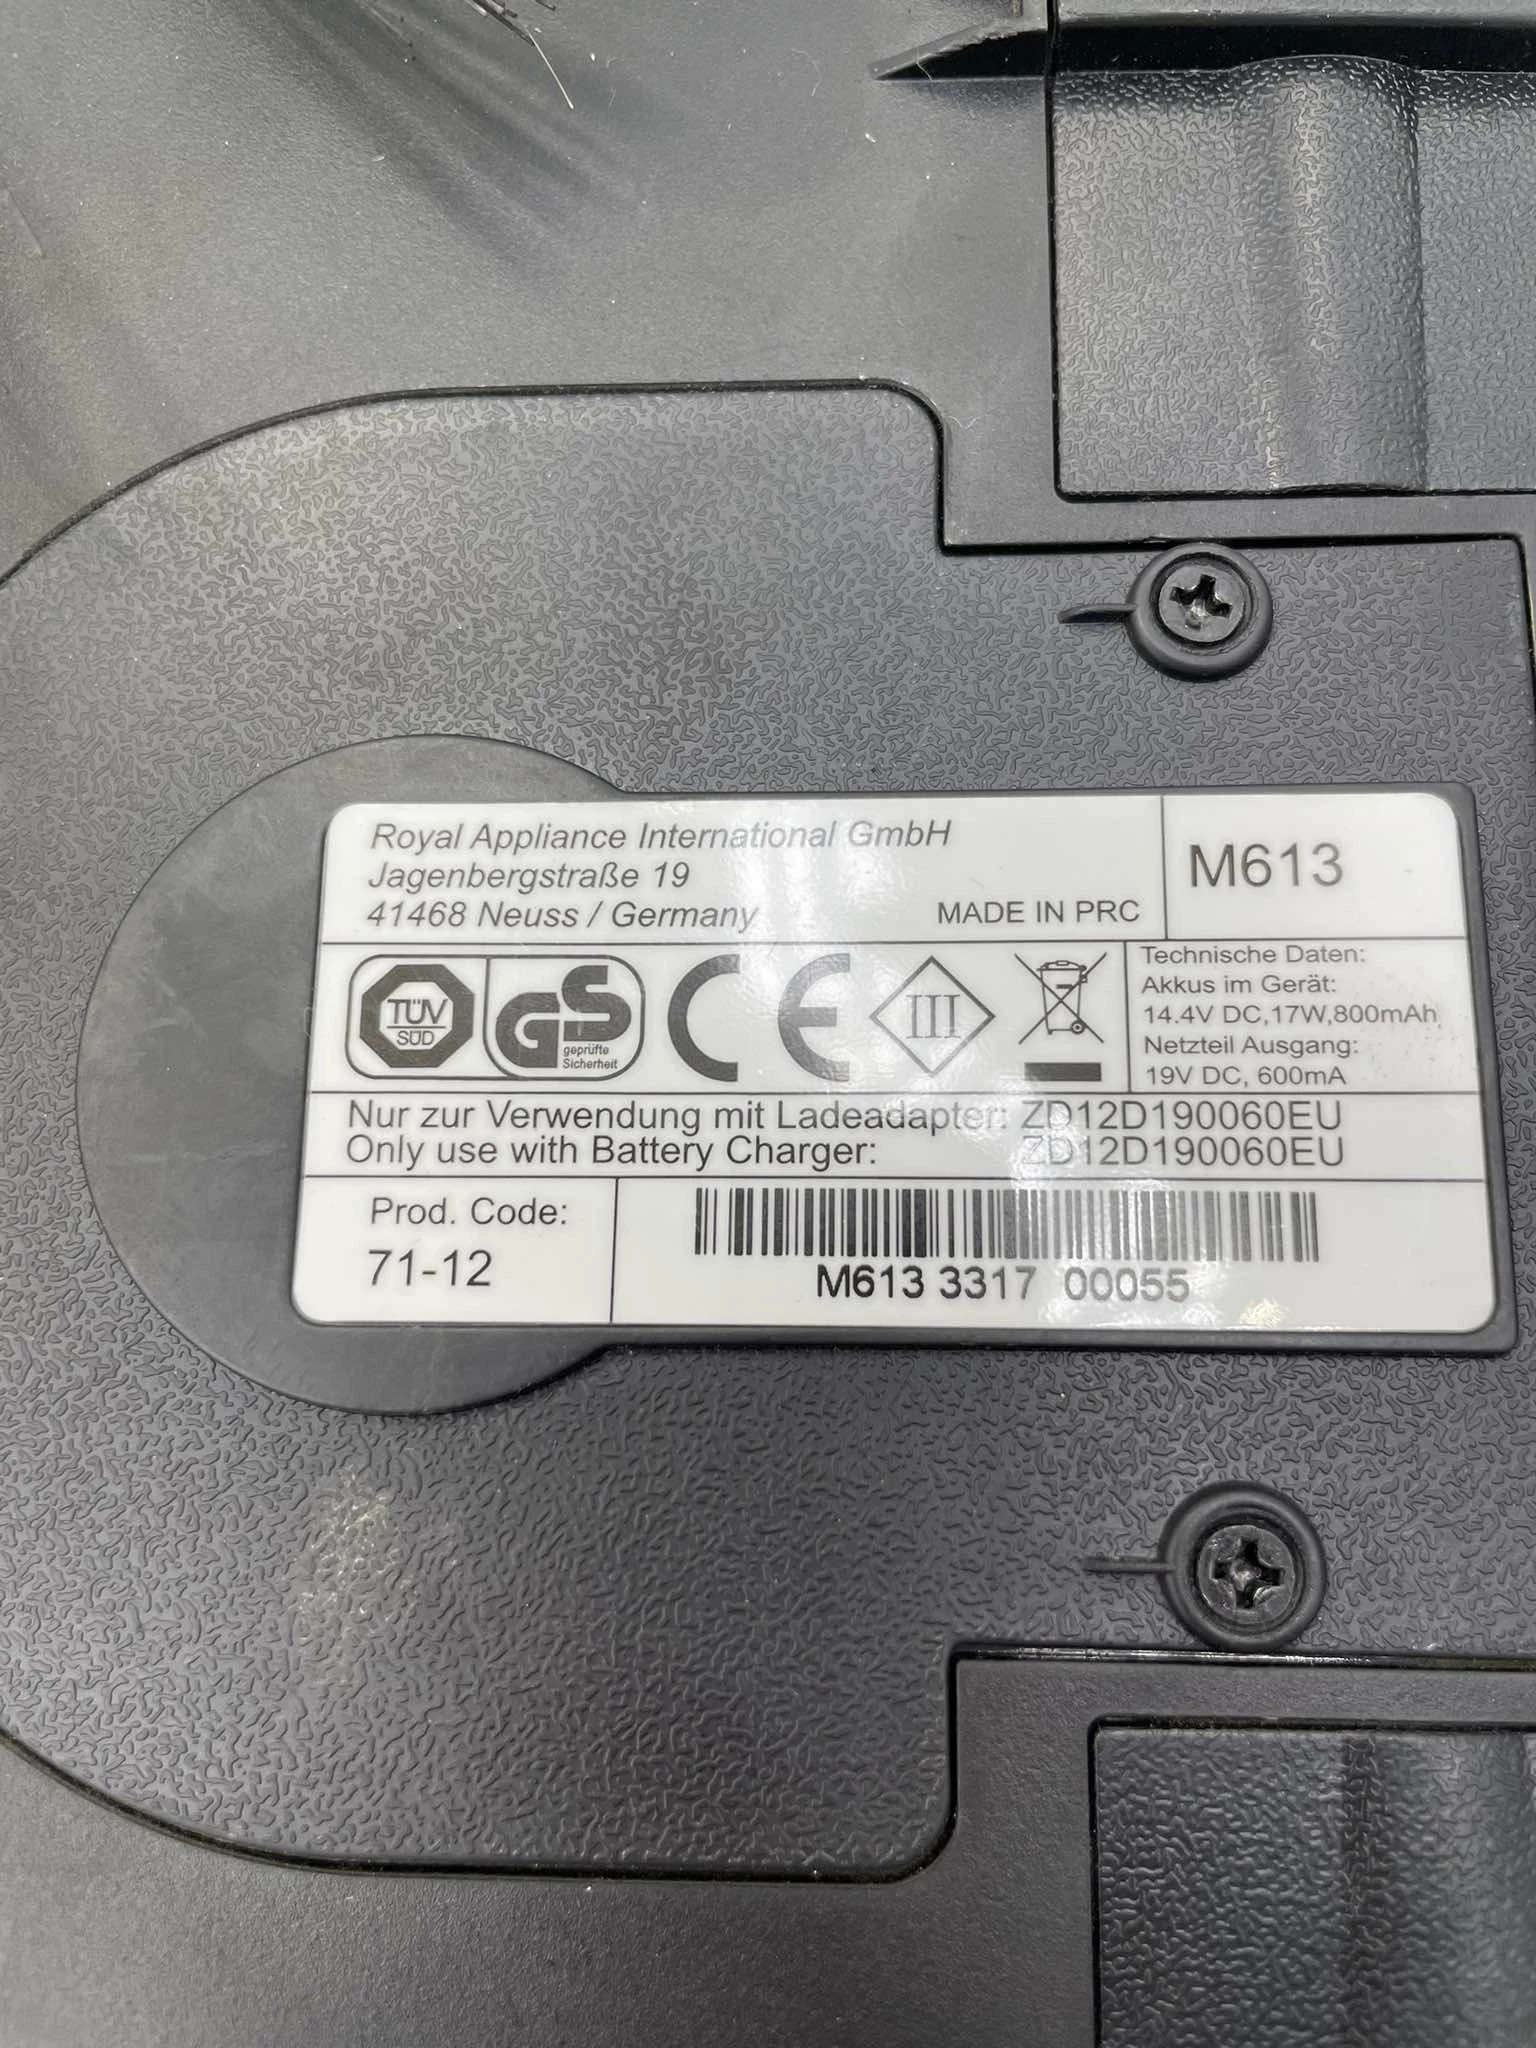 Royal Appliance International GmbH
Jagenbergstraße 19
41468 Neuss / Germany
MADE IN PRC
M613
TÜV
SÜD
GS
geprüfte
Sicherheit
CE
III
Technische Daten:
Akkus im Gerät:
14.4V DC,17W,800mAh
Netzteil Ausgang:
19V DC, 600mA
Nur zur Verwendung mit Ladeadapter: ZD12D190060EU
Only use with Battery Charger: ZD12D190060EU
Prod. Code:
71-12
M613 3317 00055